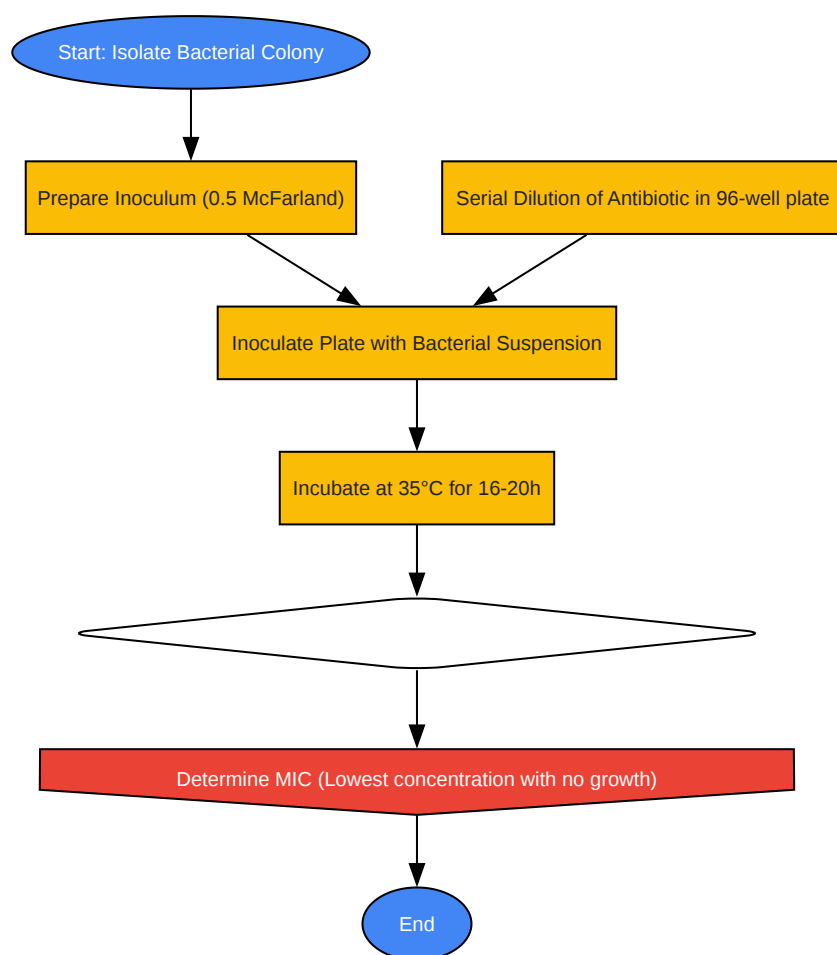 Start: Isolate Bacterial Colony
Prepare Inoculum (0.5 McFarland)
Serial Dilution of Antibiotic in 96-well plate
Inoculate Plate with Bacterial Suspension
Incubate at 35°C for 16-20h
Determine MIC (Lowest concentration with no growth)
End